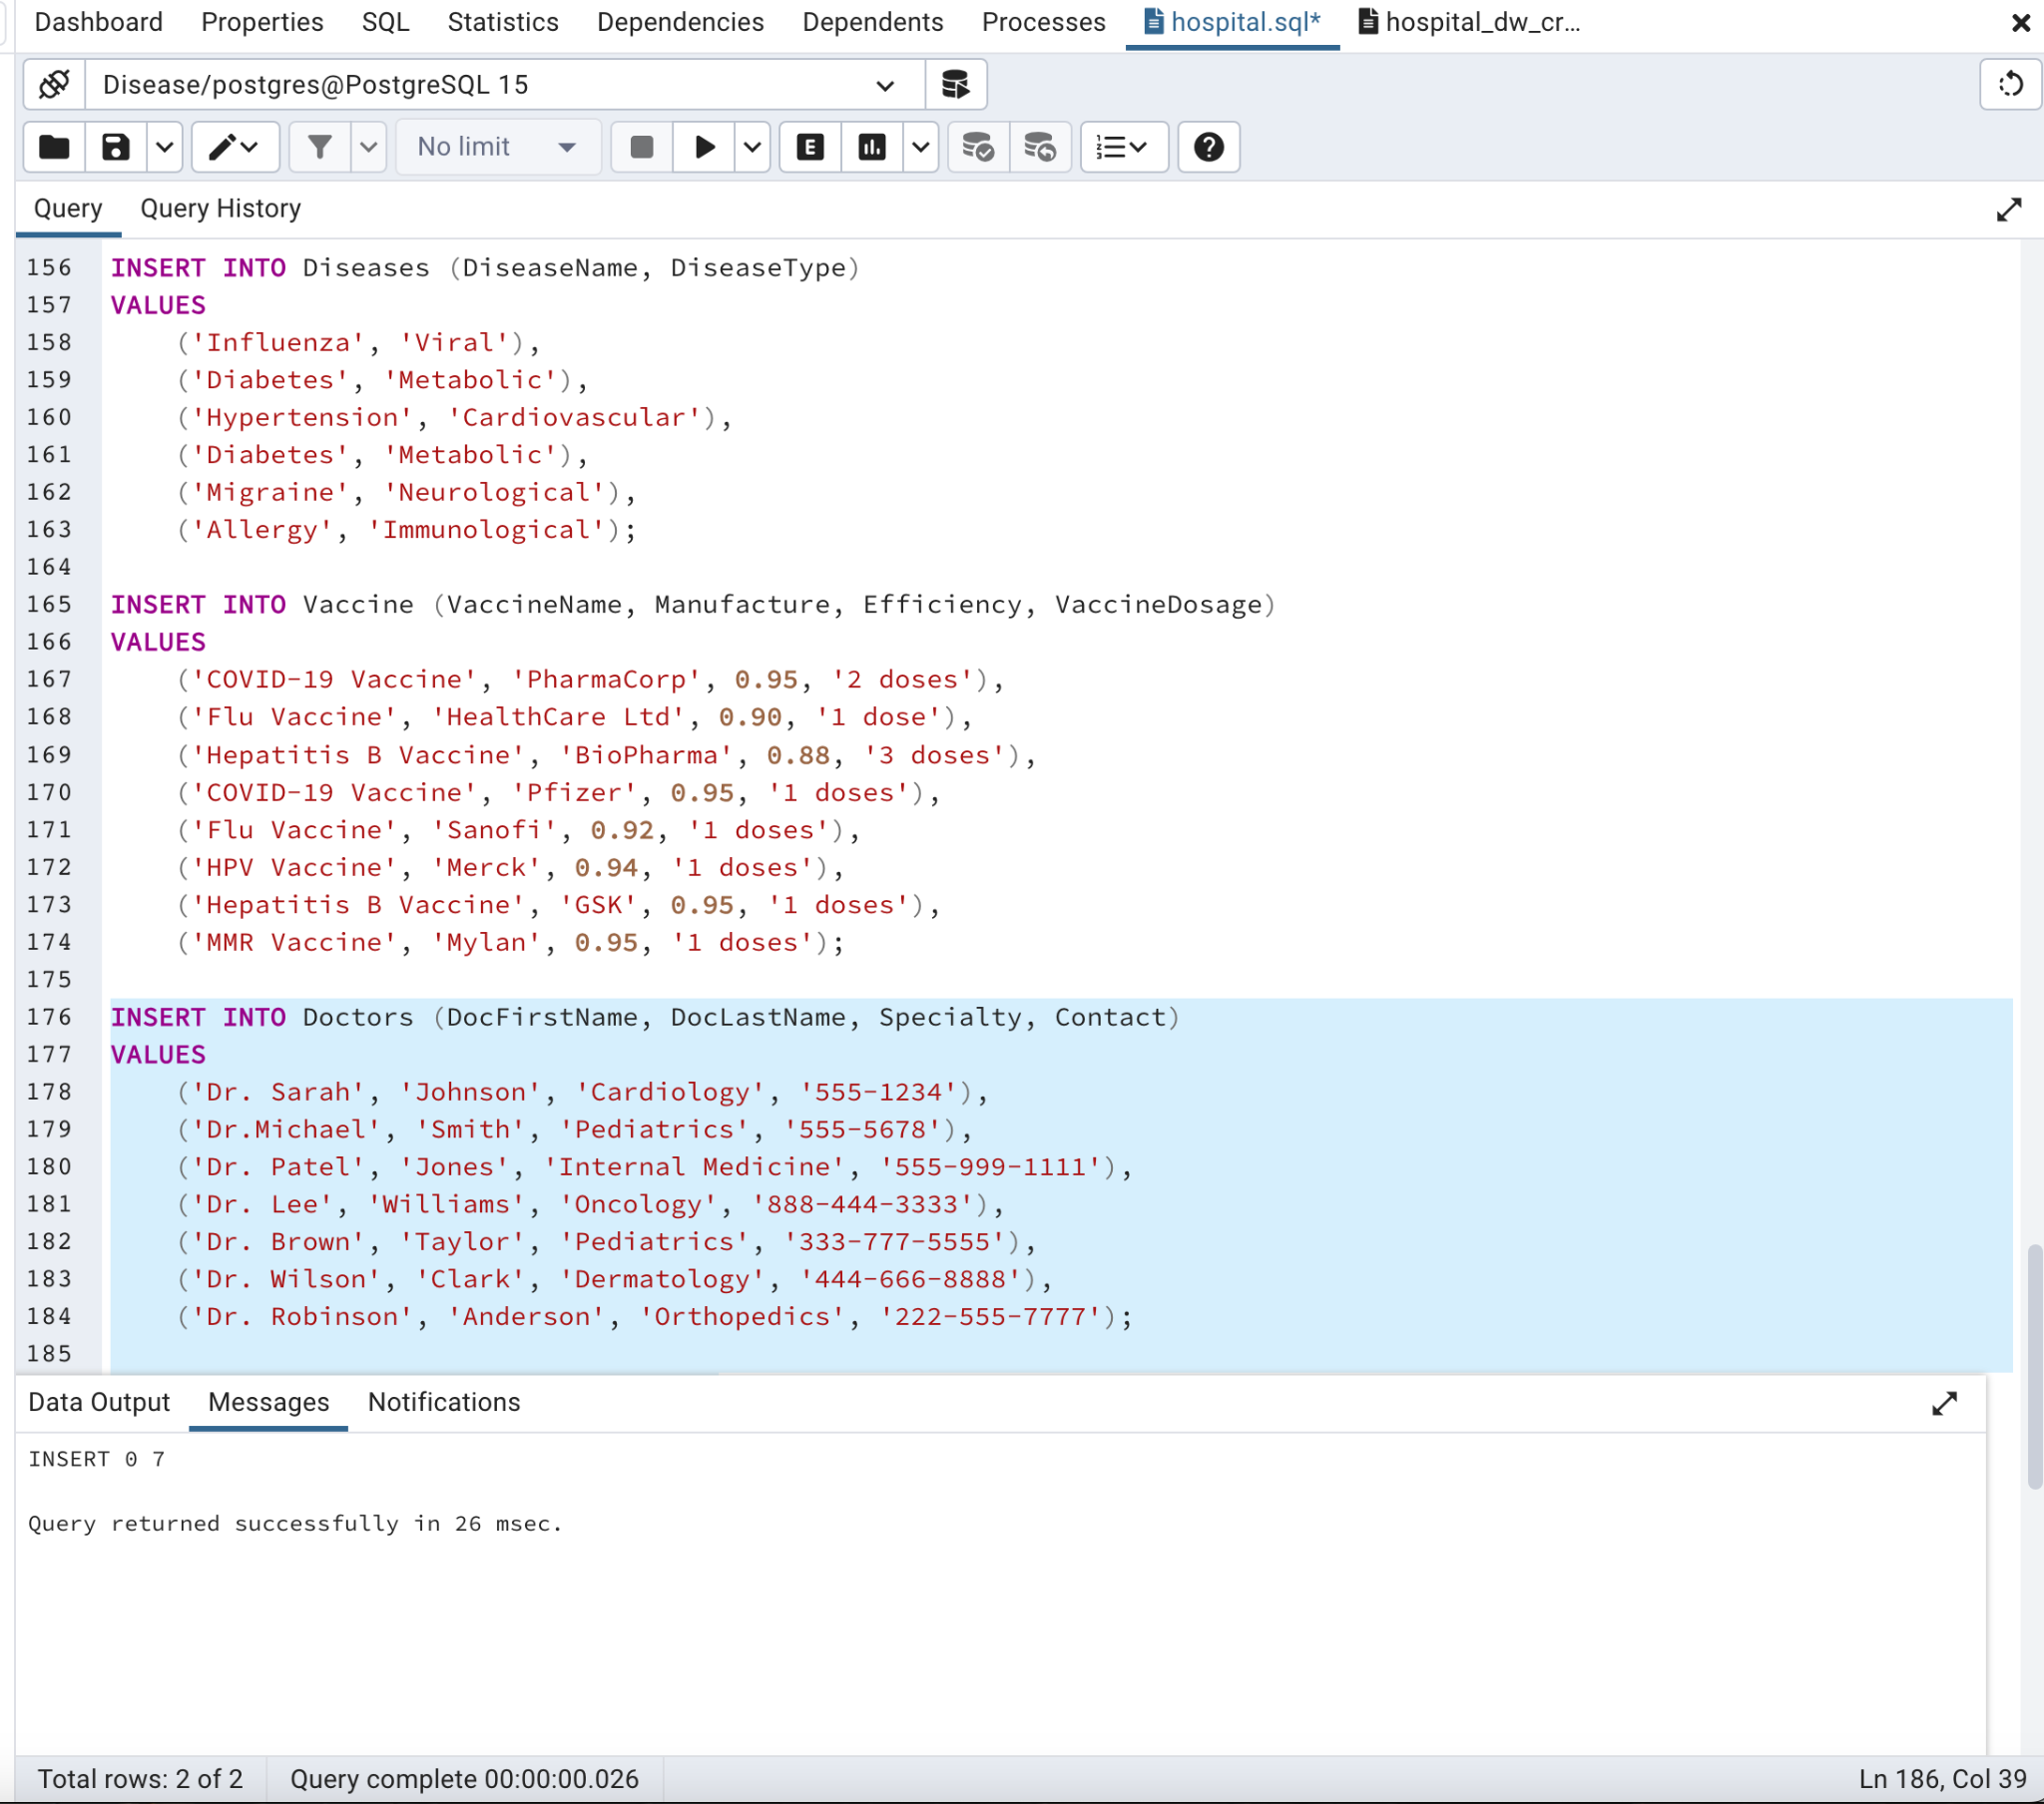 Dashboard Properties SQL Statistics Dependencies Dependents Processes hospital.sql* hospital_dw_cr...
Disease/postgres@PostgreSQL 15
No limit
Query Query History
156 INSERT INTO Diseases (DiseaseName, DiseaseType)
157 VALUES
158 ('Influenza', 'Viral'),
159 ('Diabetes', 'Metabolic'),
160 ('Hypertension', 'Cardiovascular'),
161 ('Diabetes', 'Metabolic'),
162 ('Migraine', 'Neurological'),
163 ('Allergy', 'Immunological');
164
165 INSERT INTO Vaccine (VaccineName, Manufacture, Efficiency, VaccineDosage)
166 VALUES
167 ('COVID-19 Vaccine', 'PharmaCorp', 0.95, '2 doses'),
168 ('Flu Vaccine', 'HealthCare Ltd', 0.90, '1 dose'),
169 ('Hepatitis B Vaccine', 'BioPharma', 0.88, '3 doses'),
170 ('COVID-19 Vaccine', 'Pfizer', 0.95, '1 doses'),
171 ('Flu Vaccine', 'Sanofi', 0.92, '1 doses'),
172 ('HPV Vaccine', 'Merck', 0.94, '1 doses'),
173 ('Hepatitis B Vaccine', 'GSK', 0.95, '1 doses'),
174 ('MMR Vaccine', 'Mylan', 0.95, '1 doses');
175
176 INSERT INTO Doctors (DocFirstName, DocLastName, Specialty, Contact)
177 VALUES
178 ('Dr. Sarah', 'Johnson', 'Cardiology', '555-1234'),
179 ('Dr.Michael', 'Smith', 'Pediatrics', '555-5678'),
180 ('Dr. Patel', 'Jones', 'Internal Medicine', '555-999-1111'),
181 ('Dr. Lee', 'Williams', 'Oncology', '888-444-3333'),
182 ('Dr. Brown', 'Taylor', 'Pediatrics', '333-777-5555'),
183 ('Dr. Wilson', 'Clark', 'Dermatology', '444-666-8888'),
184 ('Dr. Robinson', 'Anderson', 'Orthopedics', '222-555-7777');
185
Data Output Messages Notifications
INSERT 0 7
Query returned successfully in 26 msec.
Total rows: 2 of 2 Query complete 00:00:00.026 Ln 186, Col 39